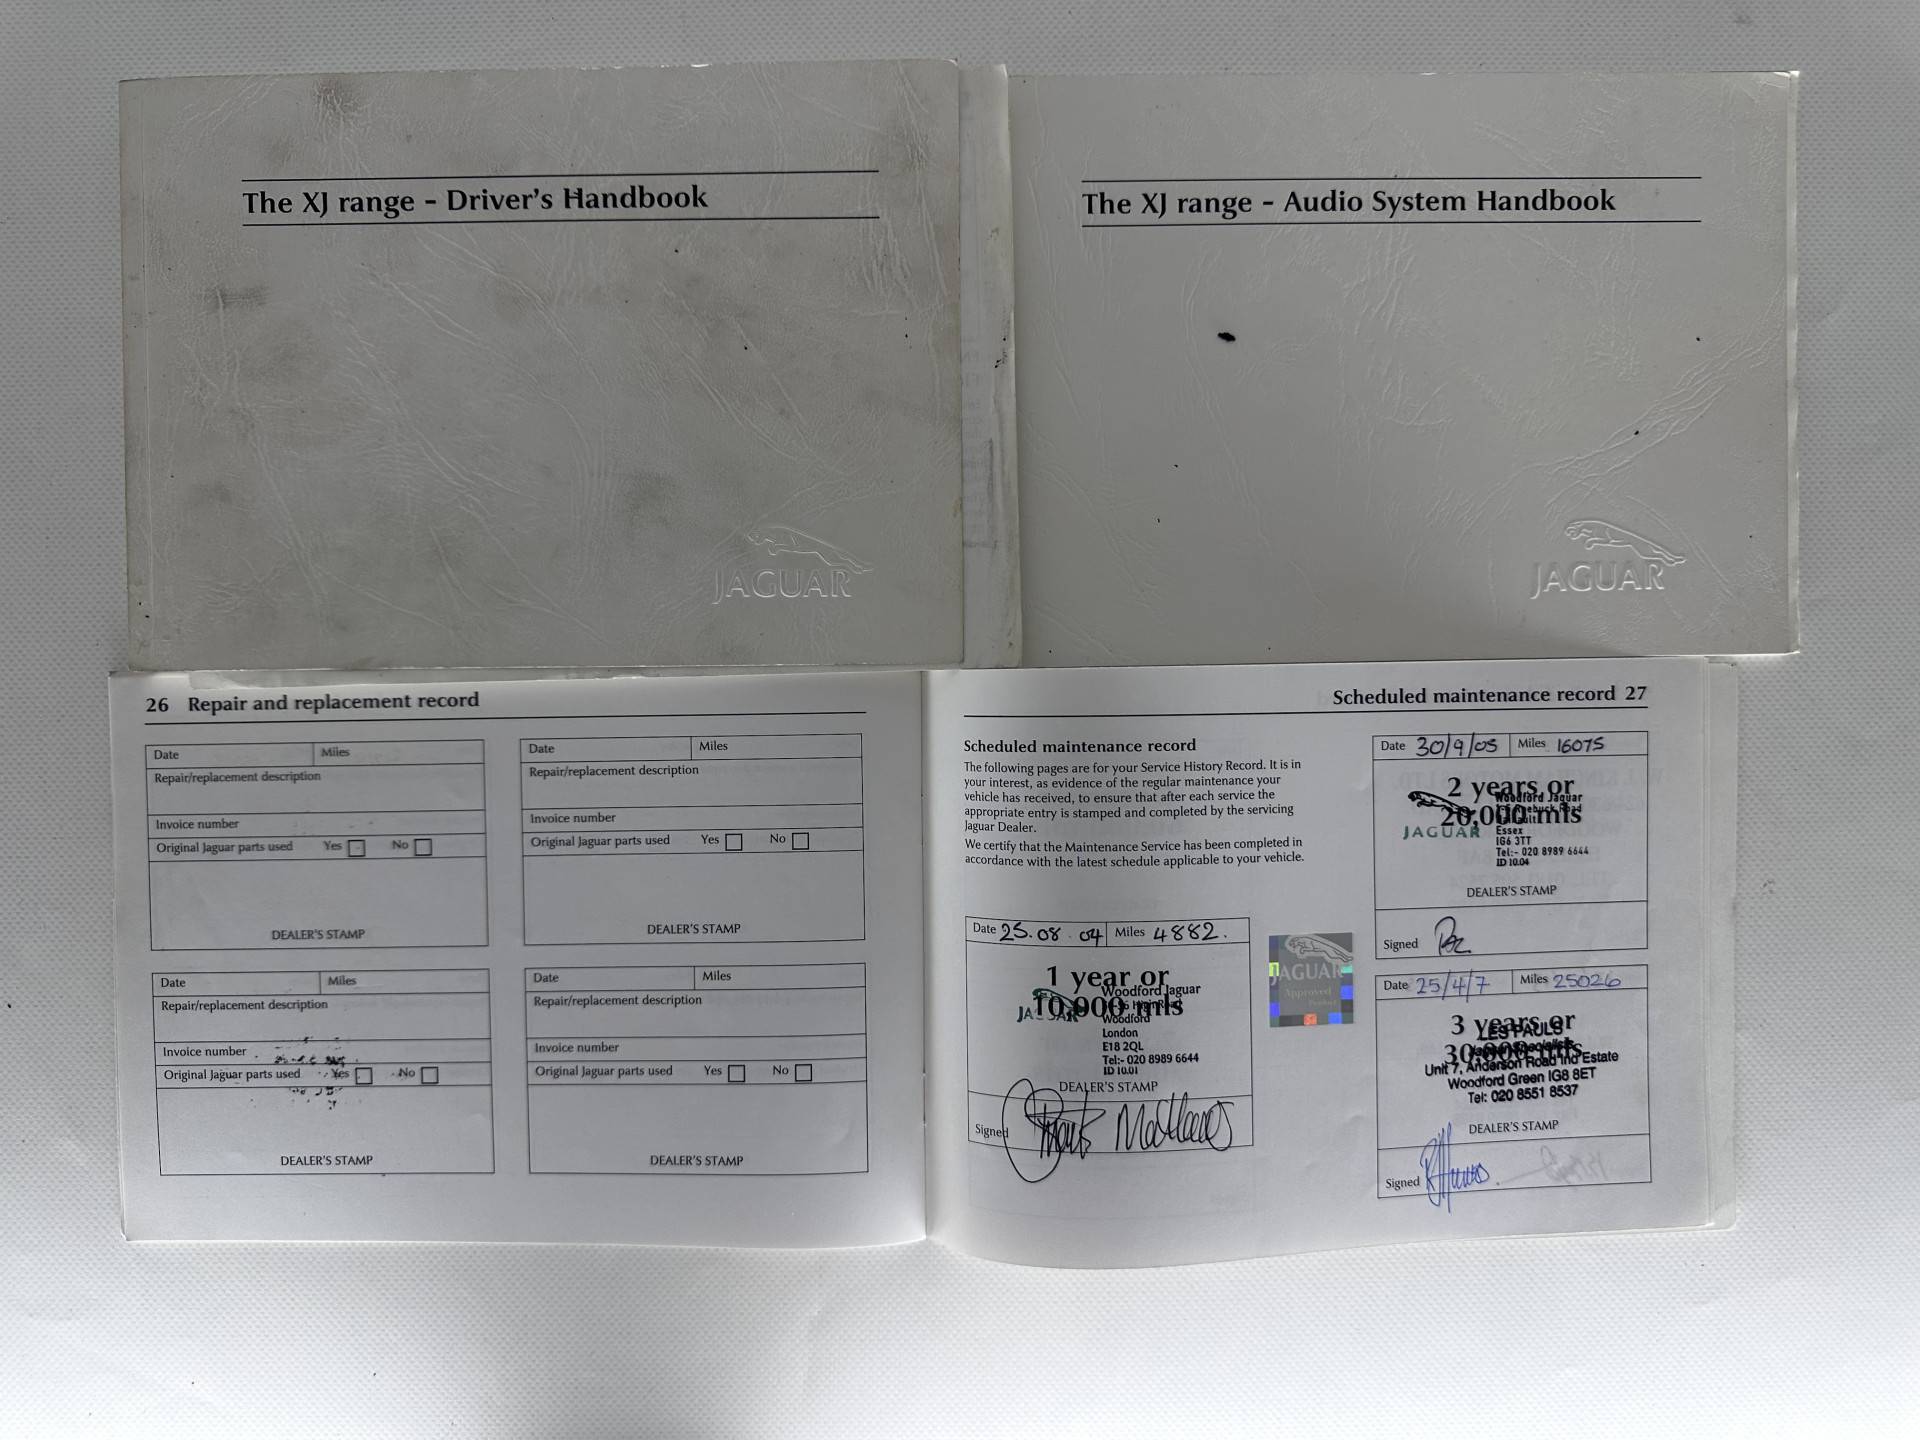 The XJ range - Driver's Handbook
JAGUAR
The XJ range - Audio System Handbook
JAGUAR
26 Repair and replacement record
Date
Miles
Repair/replacement description
Invoice number
Original Jaguar parts used Yes No
DEALER'S STAMP
Date
Miles
Repair/replacement description
Invoice number
Original Jaguar parts used Yes No
DEALER'S STAMP
Date
Miles
Repair/replacement description
Invoice number
Original Jaguar parts used Yes No
DEALER'S STAMP
Date
Miles
Repair/replacement description
Invoice number
Original Jaguar parts used Yes No
DEALER'S STAMP
Scheduled maintenance record 27
Scheduled maintenance record
The following pages are for your Service History Record. It is in
your interest, as evidence of the regular maintenance your
vehicle has received, to ensure that after each service the
appropriate entry is stamped and completed by the servicing
Jaguar Dealer.
We certify that the Maintenance Service has been completed in
accordance with the latest schedule applicable to your vehicle.
Date 25.08.04 Miles 4882.
1 year or
10,000 mls
JAGUAR
Woodford Jaguar
Woodford
London
E18 2QL
Tel:- 020 8989 6644
ID 10.01
DEALER'S STAMP
Signed
JAGUAR
Approved
Product
Date 30/9/05 Miles 16075
2 years or
20,000 mls
JAGUAR
Woodford Jaguar
Essex
IG6 3TT
Tel:- 020 8989 6644
ID 10.04
DEALER'S STAMP
Signed
Date 25/4/7 Miles 25026
3 years or
30,000 mls
LES PAULS
Jaguar Specialists
Unit 7, Anderson Road Ind Estate
Woodford Green IG8 8ET
Tel: 020 8551 8537
DEALER'S STAMP
Signed